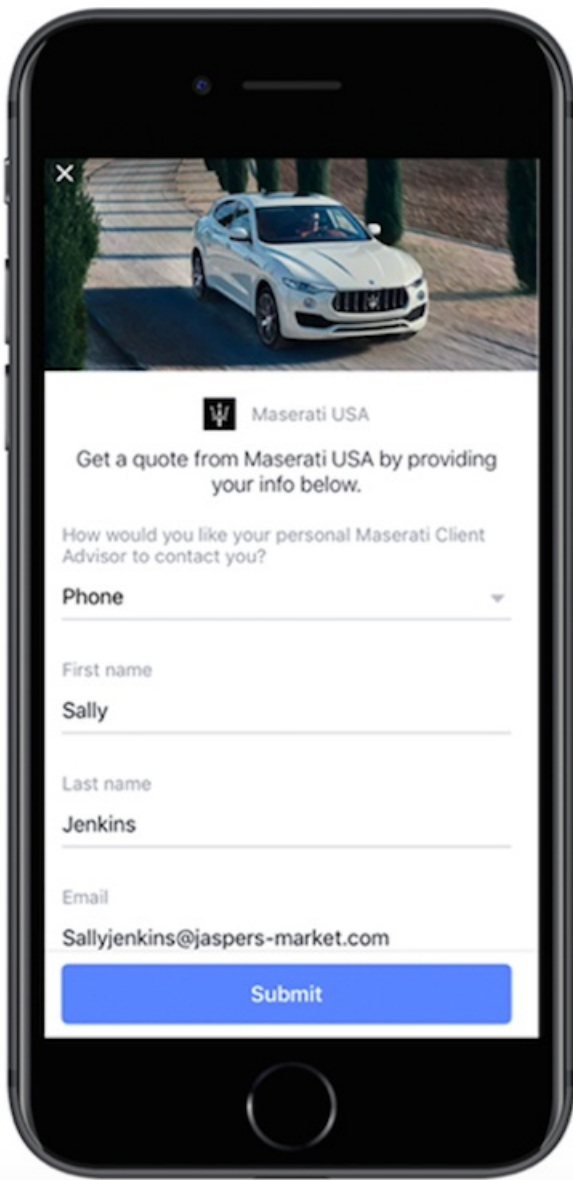 Maserati USA
Get a quote from Maserati USA by providing
your info below.
How would you like your personal Maserati Client
Advisor to contact you?
Phone
First name
Sally
Last name
Jenkins
Email
Sallyjenkins@jaspers-market.com
Submit